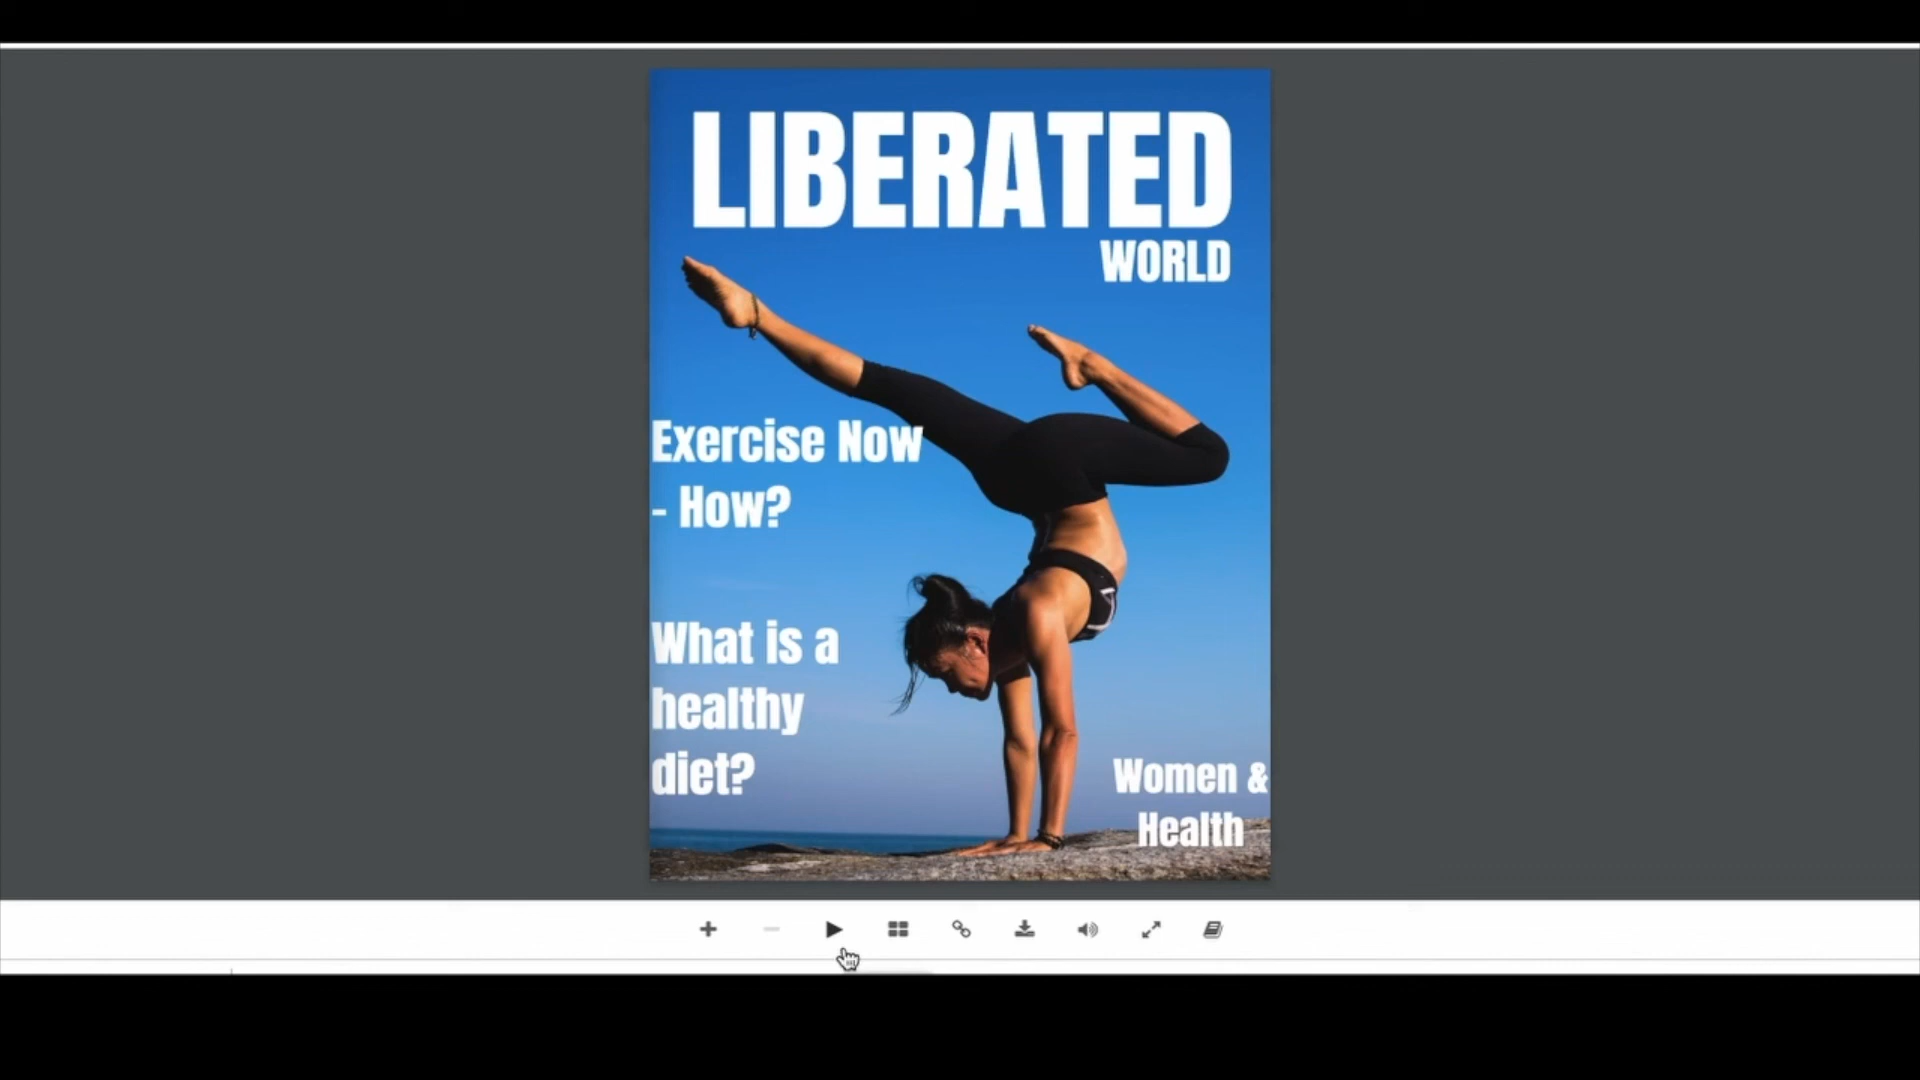 LIBERATED
WORLD
Exercise Now
- How?
What is a
healthy
diet?
Women &
Health